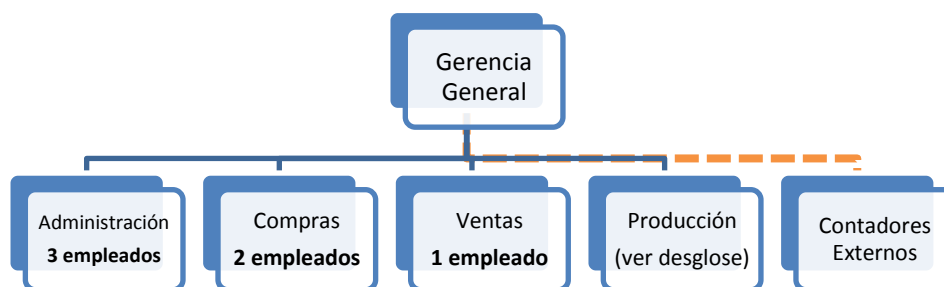 Gerencia
General
Administración
3 empleados
Compras
2 empleados
Ventas
1 empleado
Producción
(ver desglose)
Contadores
Externos